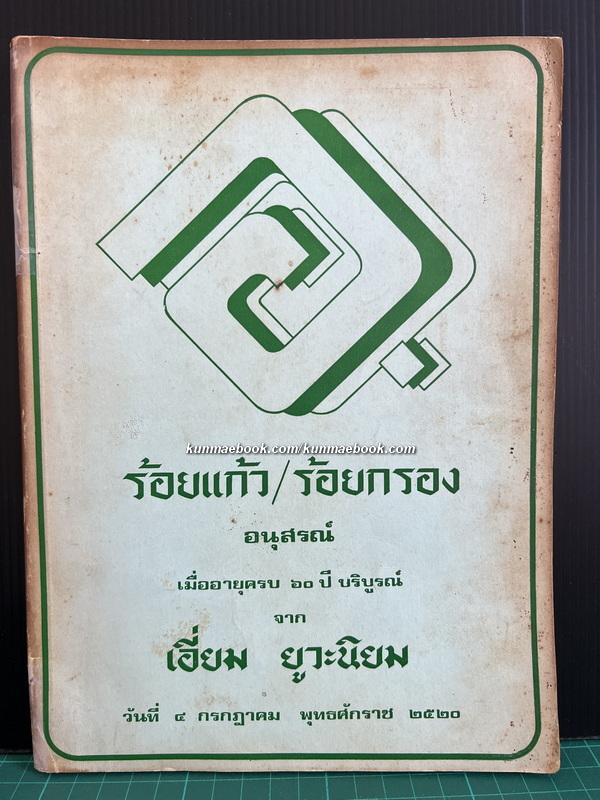 kunmaebook.com/kunmaebook.com
ร้อยแก้ว/ร้อยกรอง
อนุสรณ์
เมื่ออายุครบ ๖๐ ปี บริบูรณ์
จาก
เอี่ยม ยูวะนิยม
วันที่ ๔ กรกฎาคม พุทธศักราช ๒๕๒๐